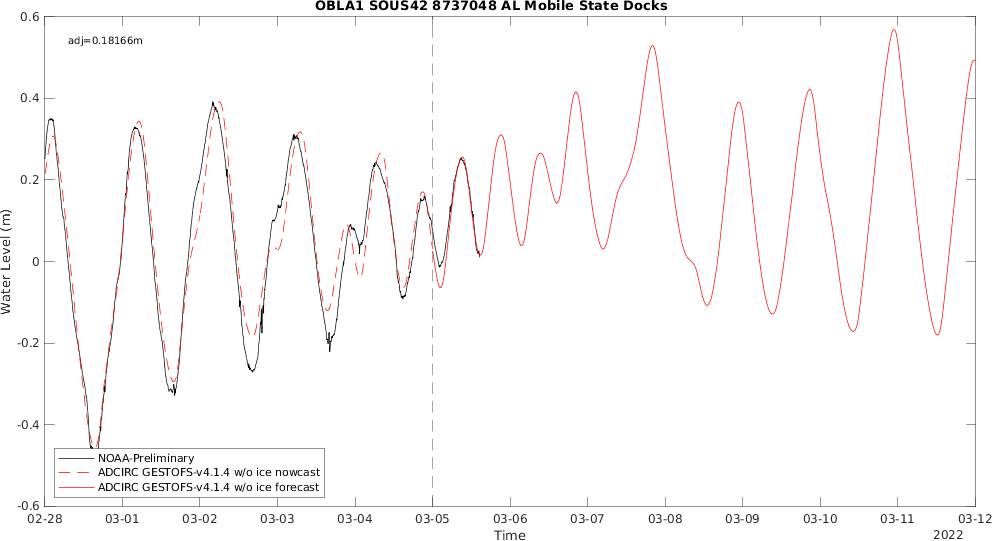 OBLA1 SOUS42 8737048 AL Mobile State Docks
adj=0.18166m
0.6
0.4
0.2
0
-0.2
-0.4
-0.6
Water Level (m)
NOAA-Preliminary
ADCIRC GESTOFS-v4.1.4 w/o ice nowcast
ADCIRC GESTOFS-v4.1.4 w/o ice forecast
02-28 03-01 03-02 03-03 03-04 03-05 03-06 03-07 03-08 03-09 03-10 03-11 03-12
Time
2022